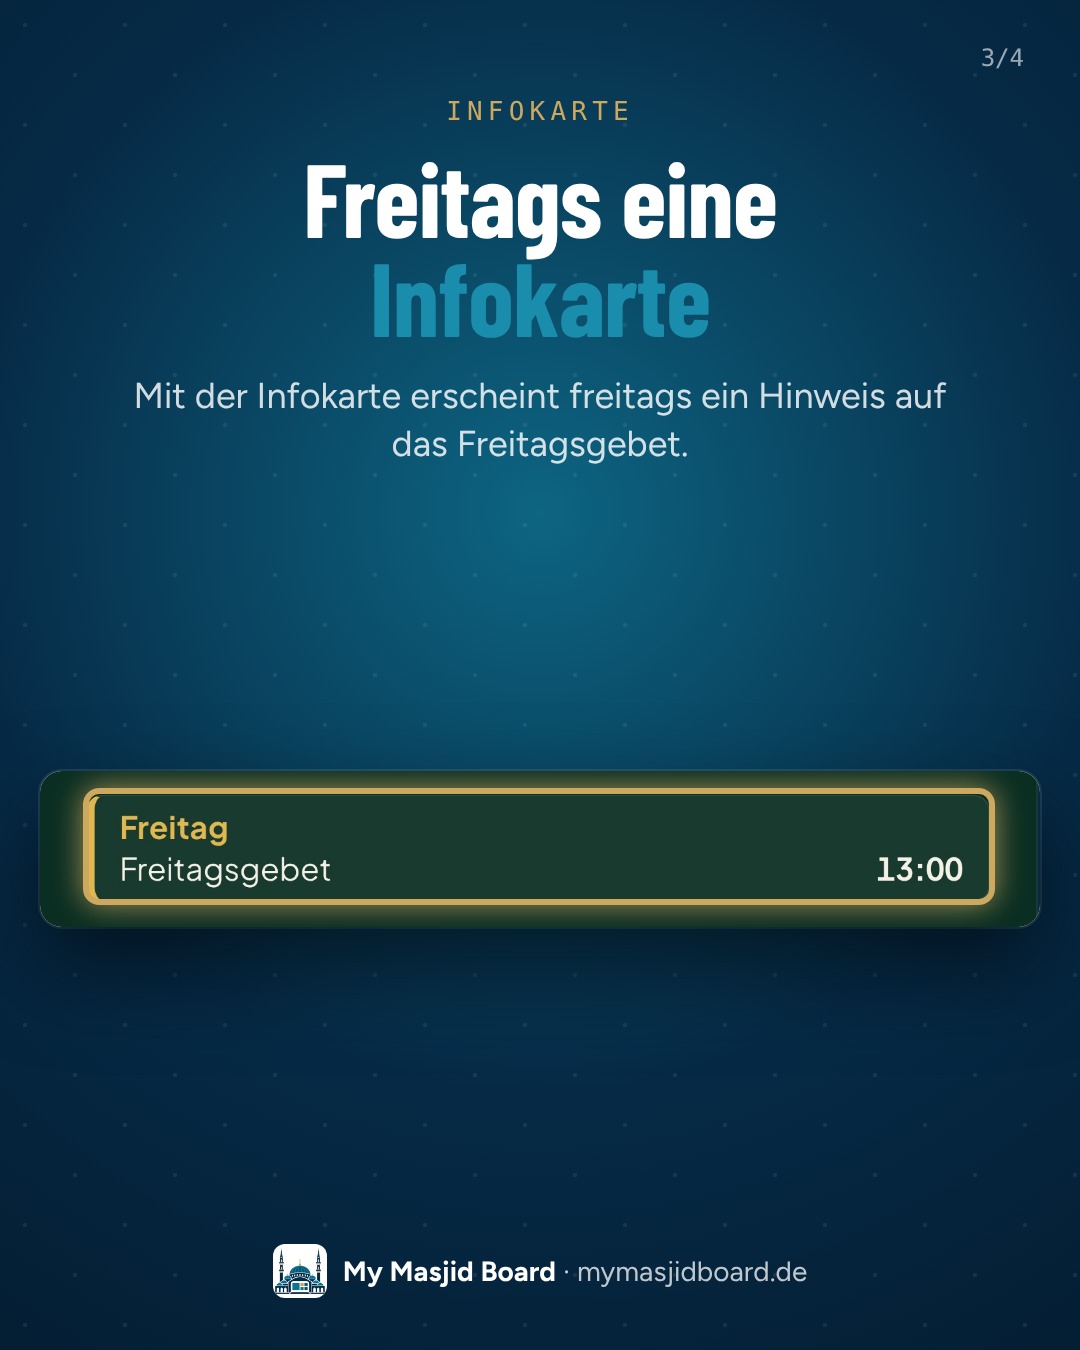 3/4
INFOKARTE
Freitags eine
Infokarte
Mit der Infokarte erscheint freitags ein Hinweis auf
das Freitagsgebet.
Freitag
Freitagsgebet 13:00
My Masjid Board · mymasjidboard.de